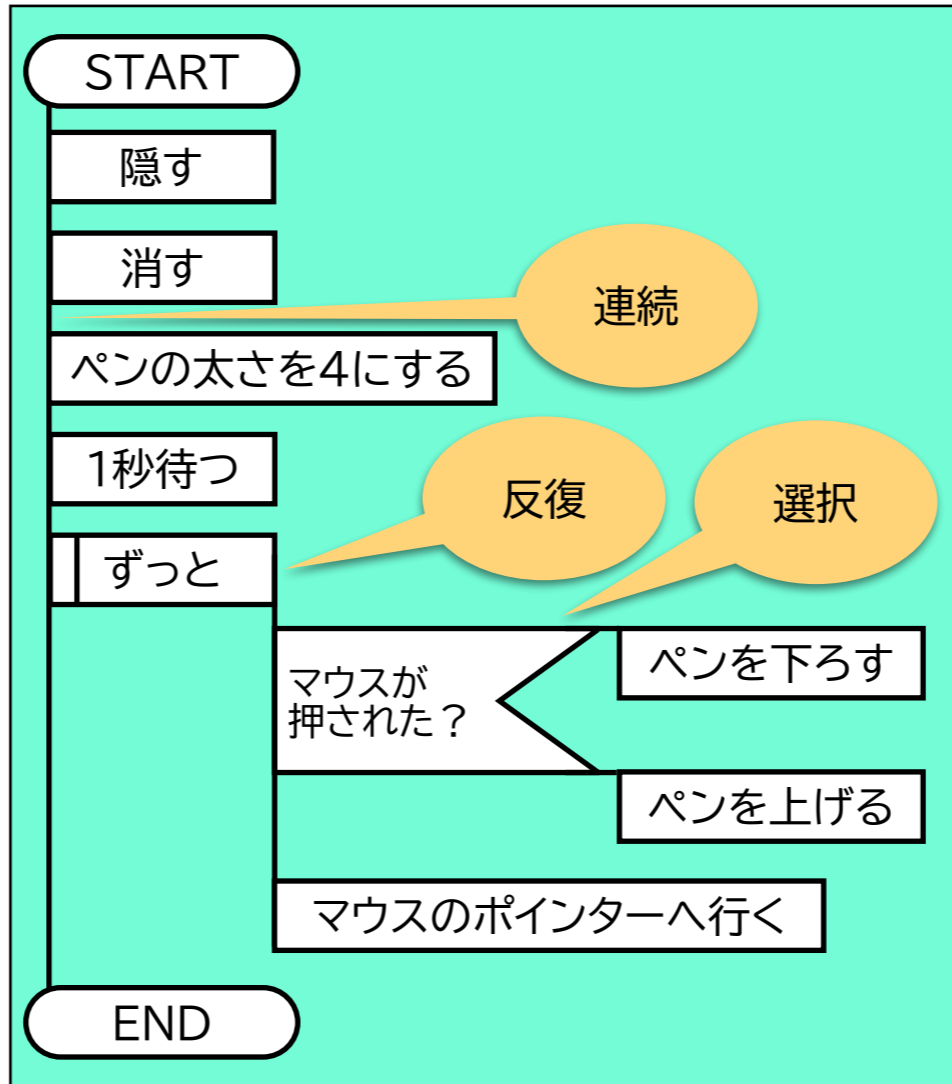 START
隠す
消す
連続
ペンの太さを4にする
1秒待つ
反復
選択
ずっと
マウスが
押された？
ペンを下ろす
ペンを上げる
マウスのポインターへ行く
END